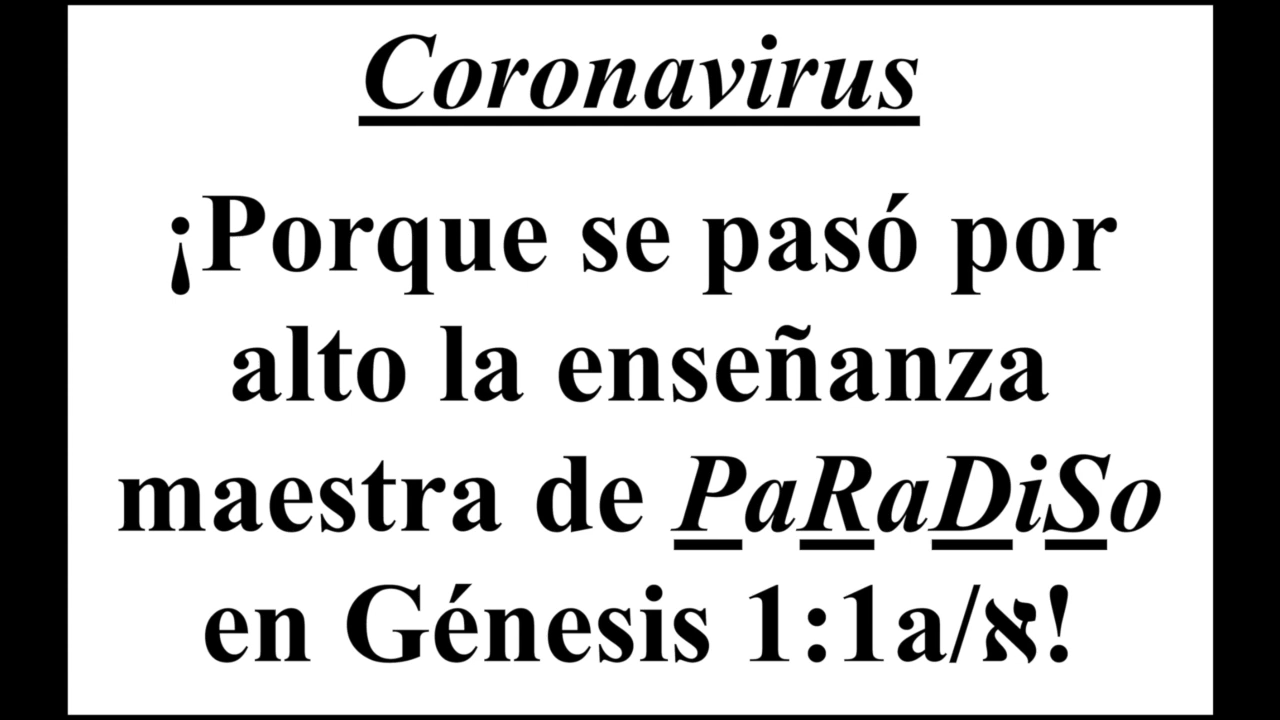 Coronavirus
¡Porque se pasó por
alto la enseñanza
maestra de PaRaDiSo
en Génesis 1:1a/א!